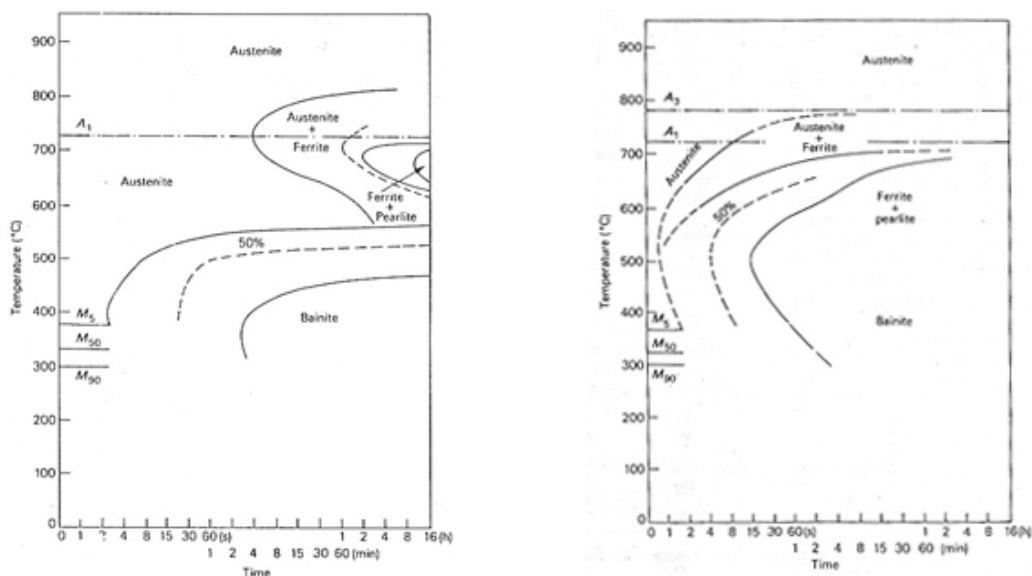 900
Austenite
800
Austenite
+
Ferrite
A1
700
Austenite
Ferrite
+
Pearlite
600
50%
500
400
Bainite
M5
M50
300
M90
200
100
0
Temperature (°C)
0 1 2 4 8 15 30 60 (s)
1 2 4 8 15 30 60 (min)
1 2 4 8 16 (h)
Time
900
Austenite
A3
800
A1
Austenite
+
Ferrite
700
Austenite
Ferrite
+
pearlite
600
50%
500
400
Bainite
M5
M50
300
M90
200
100
0
Temperature (°C)
0 1 2 4 8 15 30 60 (s)
1 2 4 8 15 30 60 (min)
1 2 4 8 16 (h)
Time